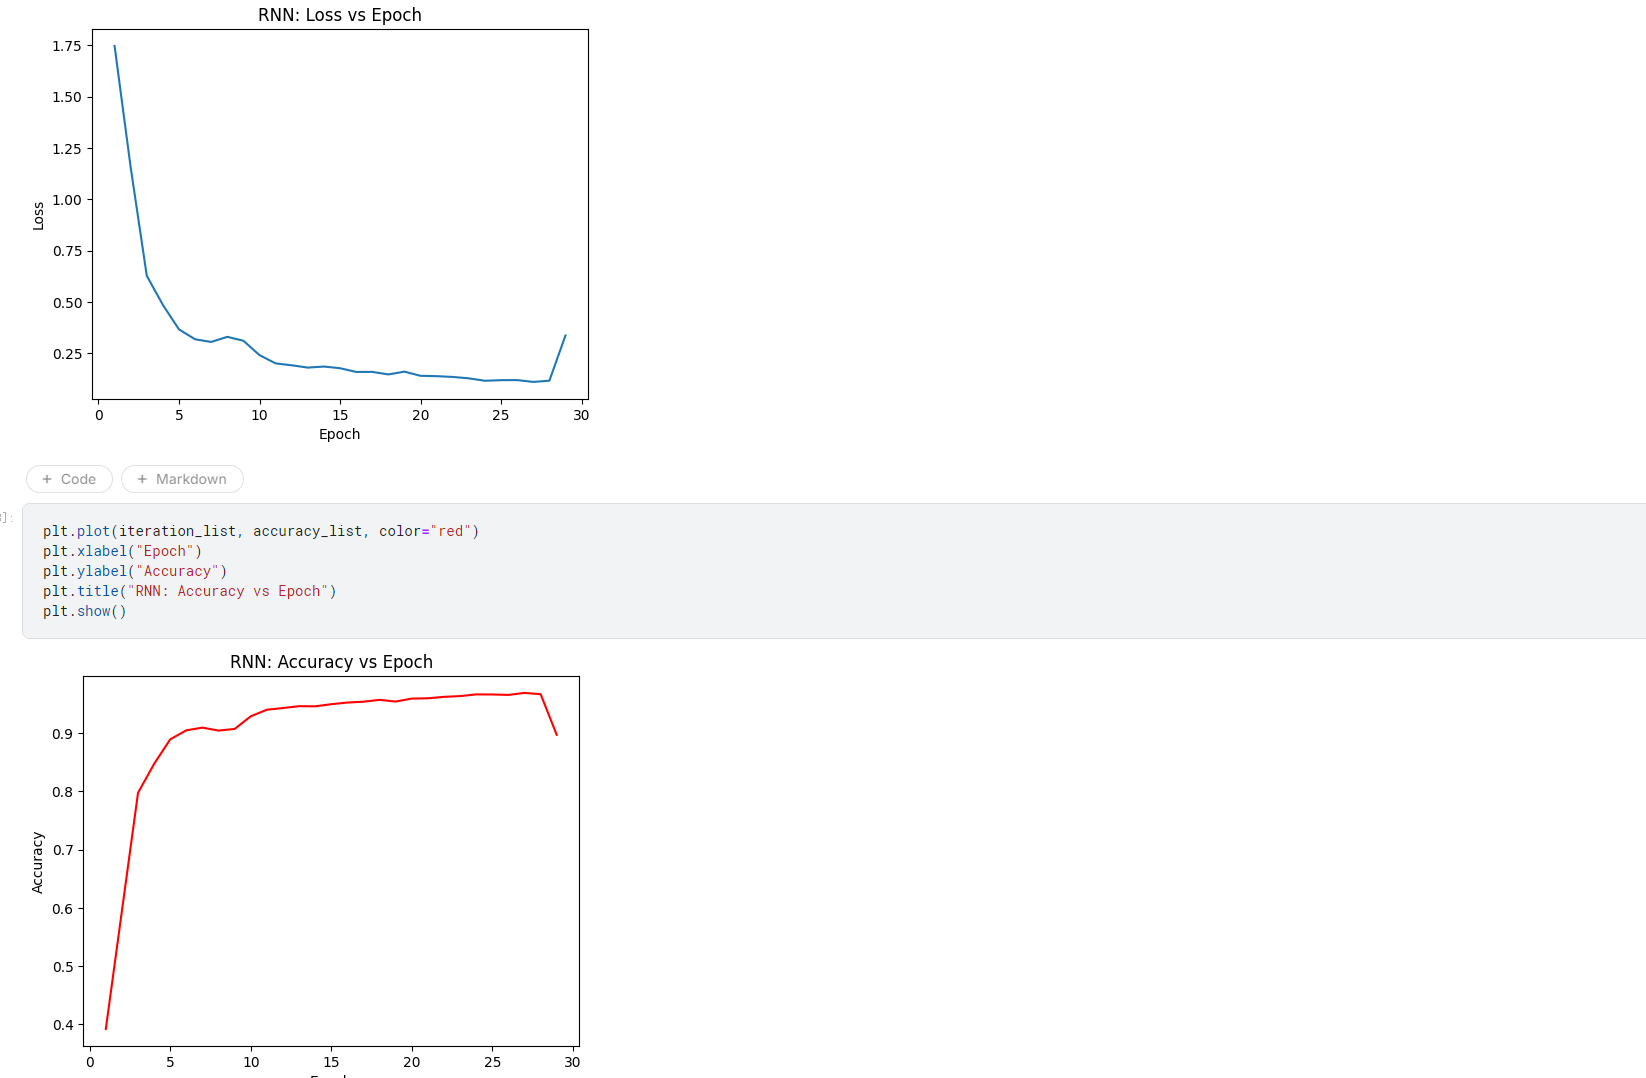 RNN: Loss vs Epoch
1.75
1.50
1.25
1.00
0.75
0.50
0.25
Loss
0 5 10 15 20 25 30
Epoch
+ Code + Markdown
]:
plt.plot(iteration_list, accuracy_list, color="red")
plt.xlabel("Epoch")
plt.ylabel("Accuracy")
plt.title("RNN: Accuracy vs Epoch")
plt.show()
RNN: Accuracy vs Epoch
0.9
0.8
0.7
0.6
0.5
0.4
Accuracy
0 5 10 15 20 25 30